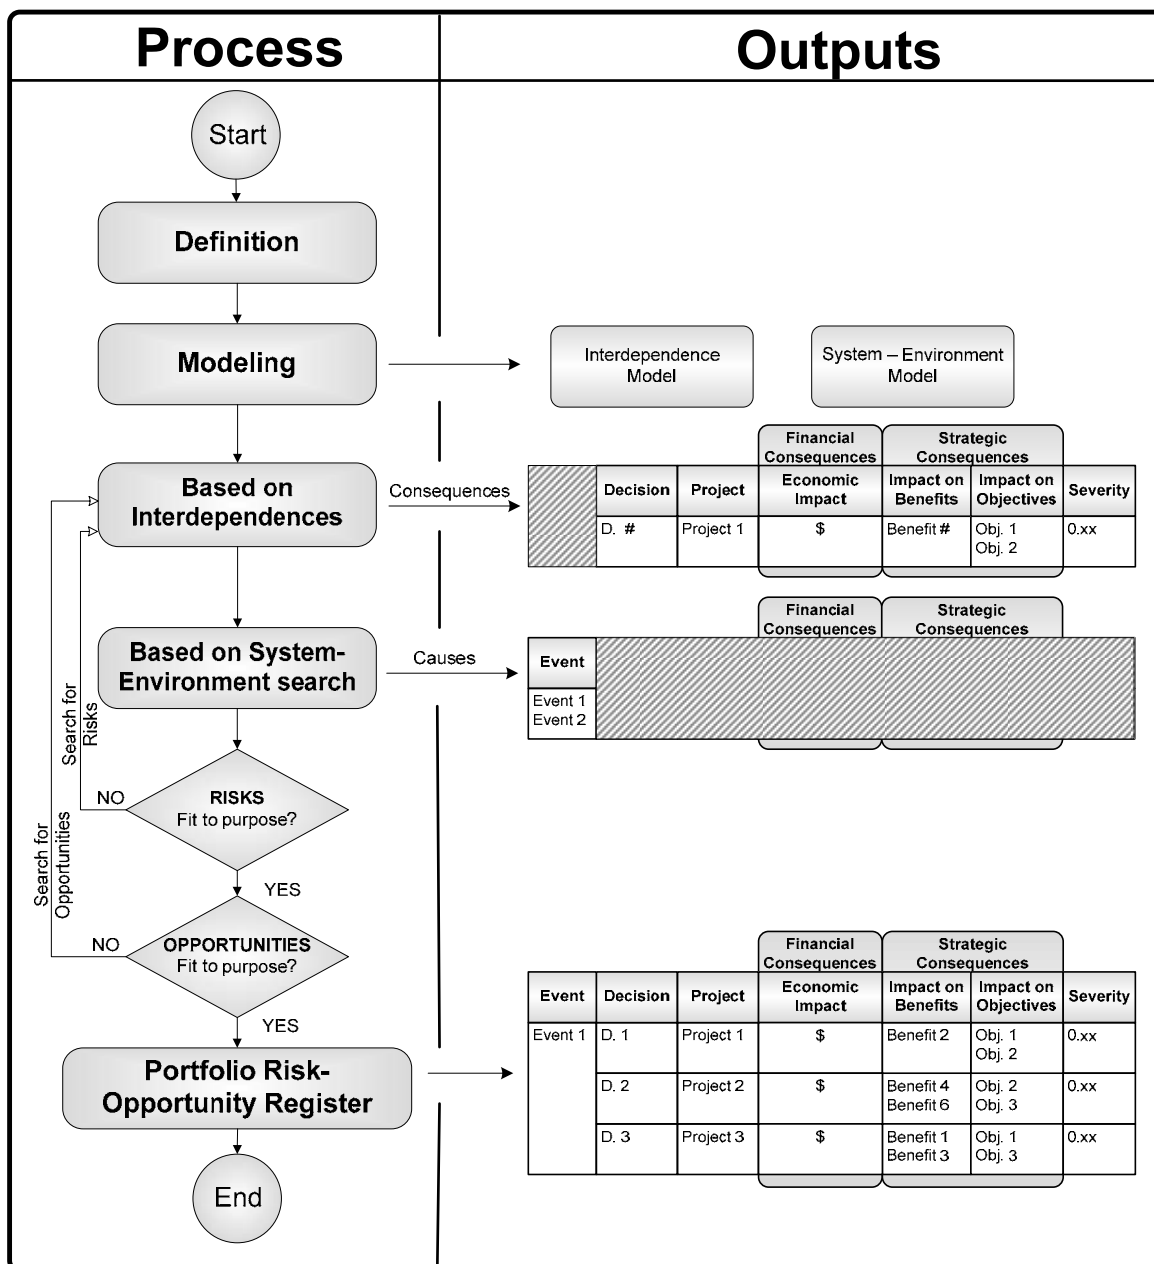 Process
Outputs
Start
Definition
Modeling
Interdependence
Model
System – Environment
Model
Based on
Interdependences
Consequences
Financial
Consequences
Strategic
Consequences
Decision
Project
Economic
Impact
Impact on
Benefits
Impact on
Objectives
Severity
D. #
Project 1
$
Benefit #
Obj. 1
Obj. 2
0.xx
Based on System-
Environment search
Causes
Financial
Consequences
Strategic
Consequences
Event
Event 1
Event 2
Search for
Risks
Search for
Opportunities
RISKS
Fit to purpose?
NO
YES
OPPORTUNITIES
Fit to purpose?
NO
YES
Portfolio Risk-
Opportunity Register
Financial
Consequences
Strategic
Consequences
Event
Decision
Project
Economic
Impact
Impact on
Benefits
Impact on
Objectives
Severity
Event 1
D. 1
Project 1
$
Benefit 2
Obj. 1
Obj. 2
0.xx
D. 2
Project 2
$
Benefit 4
Benefit 6
Obj. 2
Obj. 3
0.xx
D. 3
Project 3
$
Benefit 1
Benefit 3
Obj. 1
Obj. 3
0.xx
End